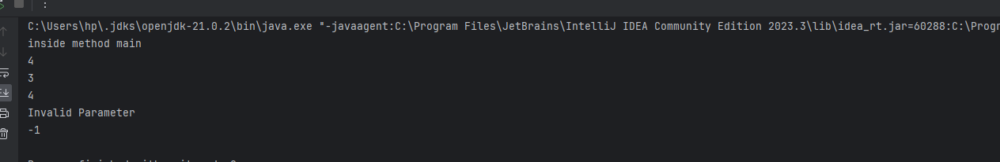 :
C:\Users\hp\.jdks\openjdk-21.0.2\bin\java.exe "-javaagent:C:\Program Files\JetBrains\IntelliJ IDEA Community Edition 2023.3\lib\idea_rt.jar=60288:C:\Progr
inside method main
4
3
4
Invalid Parameter
-1